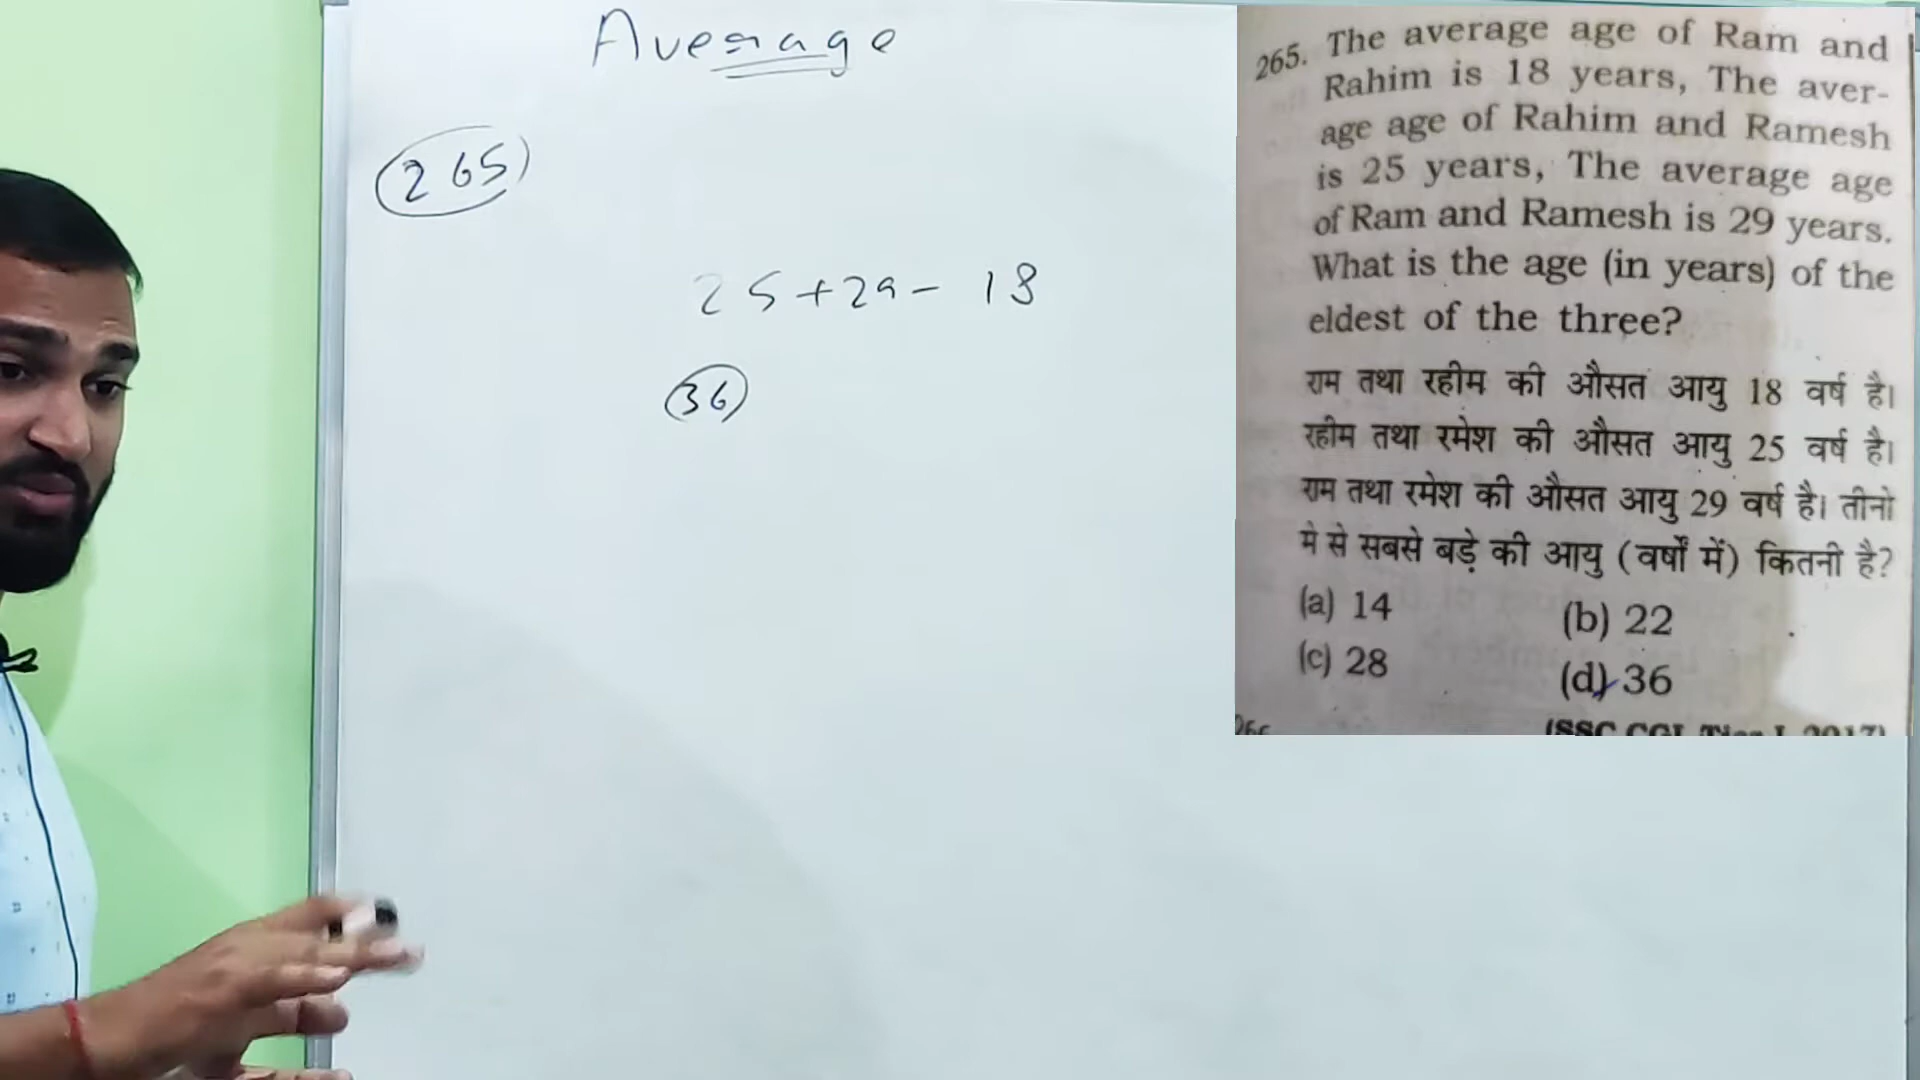 Average
265
25+29- 18
36
265. The average age of Ram and
Rahim is 18 years, The aver-
age age of Rahim and Ramesh
is 25 years, The average age
of Ram and Ramesh is 29 years.
What is the age (in years) of the
eldest of the three?
राम तथा रहीम की औसत आयु 18 वर्ष है।
रहीम तथा रमेश की औसत आयु 25 वर्ष है।
राम तथा रमेश की औसत आयु 29 वर्ष है। तीनो
मे से सबसे बड़े की आयु (वर्षों में) कितनी है?
(a) 14 (b) 22
(c) 28 (d) 36
(SSC CGL Tier I 2017)